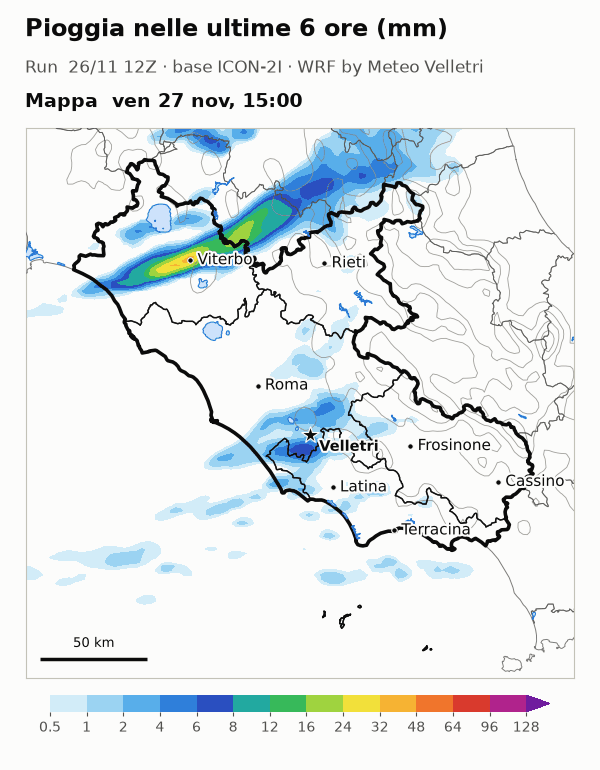 Pioggia nelle ultime 6 ore (mm)
Run 26/11 12Z · base ICON-2I · WRF by Meteo Velletri
Mappa ven 27 nov, 15:00
Viterbo
Rieti
Roma
Velletri
Frosinone
Latina
Cassino
Terracina
50 km
0.5 1 2 4 6 8 12 16 24 32 48 64 96 128